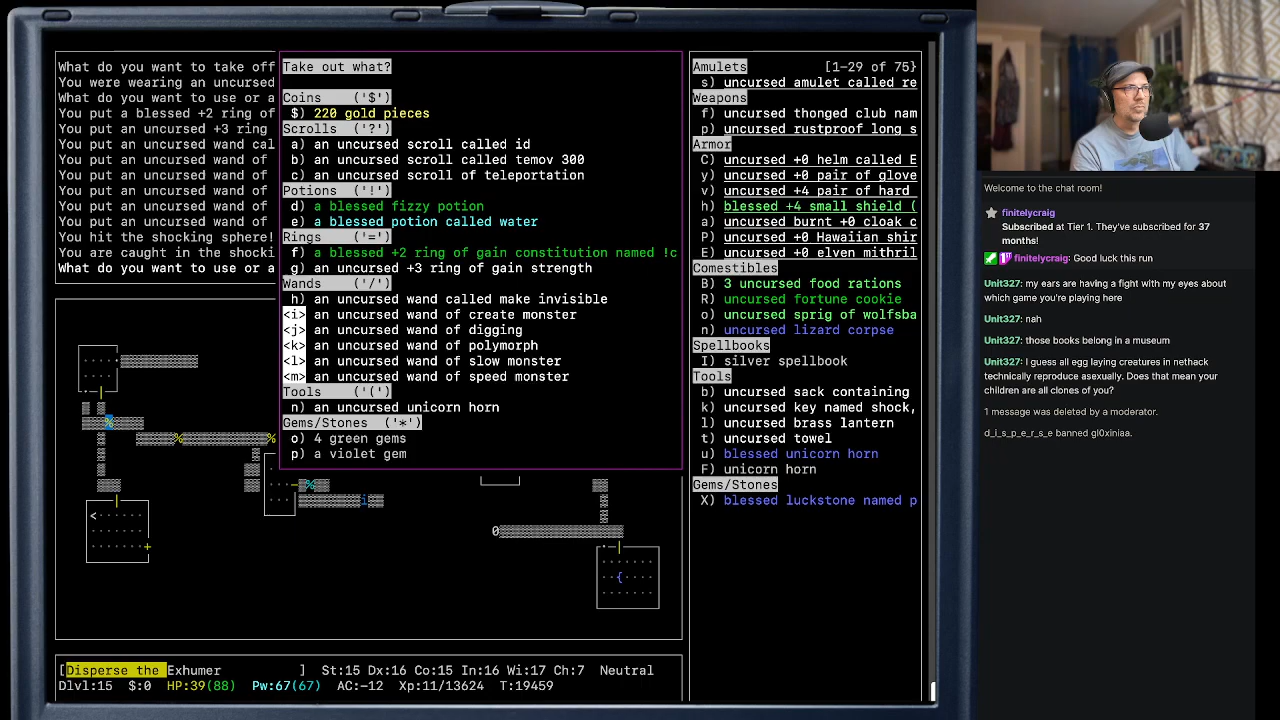 What do you want to take off
You were wearing an uncursed
What do you want to use or a
You put a blessed +2 ring of
You put an uncursed +3 ring
You put an uncursed wand cal
You put an uncursed wand of
You put an uncursed wand of
You put an uncursed wand of
You put an uncursed wand of
You put an uncursed wand of
You hit the shocking sphere!
You are caught in the shocki
What do you want to use or a
Take out what?
Coins ('$')
$) 220 gold pieces
Scrolls ('?')
a) an uncursed scroll called id
b) an uncursed scroll called temov 300
c) an uncursed scroll of teleportation
Potions ('!')
d) a blessed fizzy potion
e) a blessed potion called water
Rings ('=')
f) a blessed +2 ring of gain constitution named !c
g) an uncursed +3 ring of gain strength
Wands ('/')
h) an uncursed wand called make invisible
<i> an uncursed wand of create monster
<j> an uncursed wand of digging
<k> an uncursed wand of polymorph
<l> an uncursed wand of slow monster
<m> an uncursed wand of speed monster
Tools ('(')
n) an uncursed unicorn horn
Gems/Stones ('*')
o) 4 green gems
p) a violet gem
Amulets [1-29 of 75}
s) uncursed amulet called re
Weapons
f) uncursed thonged club nam
p) uncursed rustproof long s
Armor
C) uncursed +0 helm called E
y) uncursed +0 pair of glove
v) uncursed +4 pair of hard
h) blessed +4 small shield (
a) uncursed burnt +0 cloak c
P) uncursed +0 Hawaiian shir
E) uncursed +0 elven mithril
Comestibles
B) 3 uncursed food rations
R) uncursed fortune cookie
o) uncursed sprig of wolfsba
n) uncursed lizard corpse
Spellbooks
I) silver spellbook
Tools
b) uncursed sack containing
k) uncursed key named shock,
l) uncursed brass lantern
t) uncursed towel
u) blessed unicorn horn
F) unicorn horn
Gems/Stones
X) blessed luckstone named p
[Disperse the Exhumer ] St:15 Dx:16 Co:15 In:16 Wi:17 Ch:7 Neutral
Dlvl:15 $:0 HP:39(88) Pw:67(67) AC:-12 Xp:11/13624 T:19459
Welcome to the chat room!
finitelycraig
Subscribed at Tier 1. They've subscribed for 37
months!
finitelycraig: Good luck this run
Unit327: my ears are having a fight with my eyes about
which game you're playing here
Unit327: nah
Unit327: those books belong in a museum
Unit327: I guess all egg laying creatures in nethack
technically reproduce asexually. Does that mean your
children are all clones of you?
1 message was deleted by a moderator.
d_i_s_p_e_r_s_e banned gl0xiniaa.